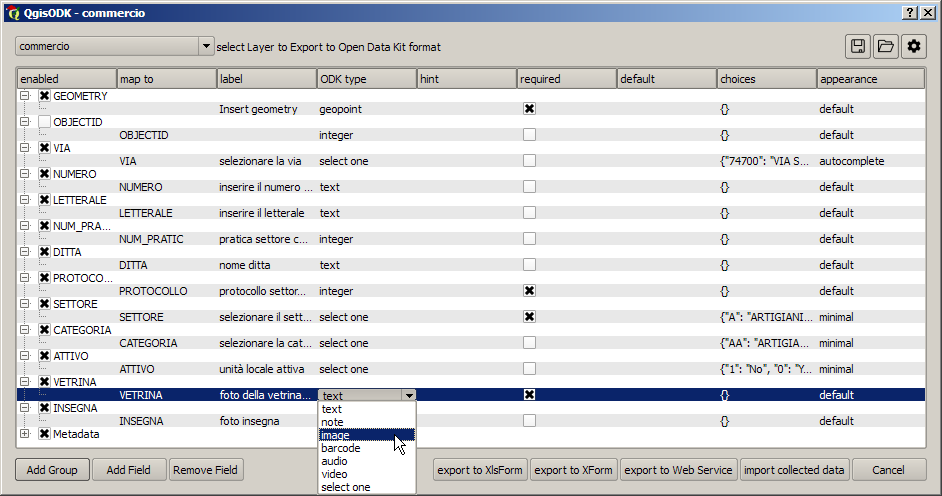 QgisODK - commercio
commercio select Layer to Export to Open Data Kit format
enabled map to label ODK type hint required default choices appearance
GEOMETRY
Insert geometry geopoint {} default
OBJECTID
OBJECTID integer {} default
VIA
VIA selezionare la via select one {"74700": "VIA S... autocomplete
NUMERO
NUMERO inserire il numero ... text {} default
LETTERALE
LETTERALE inserire il letterale text {} default
NUM_PRA...
NUM_PRATIC pratica settore c... integer {} default
DITTA
DITTA nome ditta text {} default
PROTOCO...
PROTOCOLLO protocollo settor... integer {} default
SETTORE
SETTORE selezionare il sett... select one {"A": "ARTIGIANI... minimal
CATEGORIA
CATEGORIA selezionare la cat... select one {"AA": "ARTIGIA... minimal
ATTIVO
ATTIVO unità locale attiva select one {"1": "No", "0": "Y... minimal
VETRINA
VETRINA foto della vetrina... text {} default
INSEGNA
INSEGNA foto insegna {} default
Metadata
text
note
image
barcode
audio
video
select one
Add Group Add Field Remove Field export to XlsForm export to XForm export to Web Service import collected data Cancel